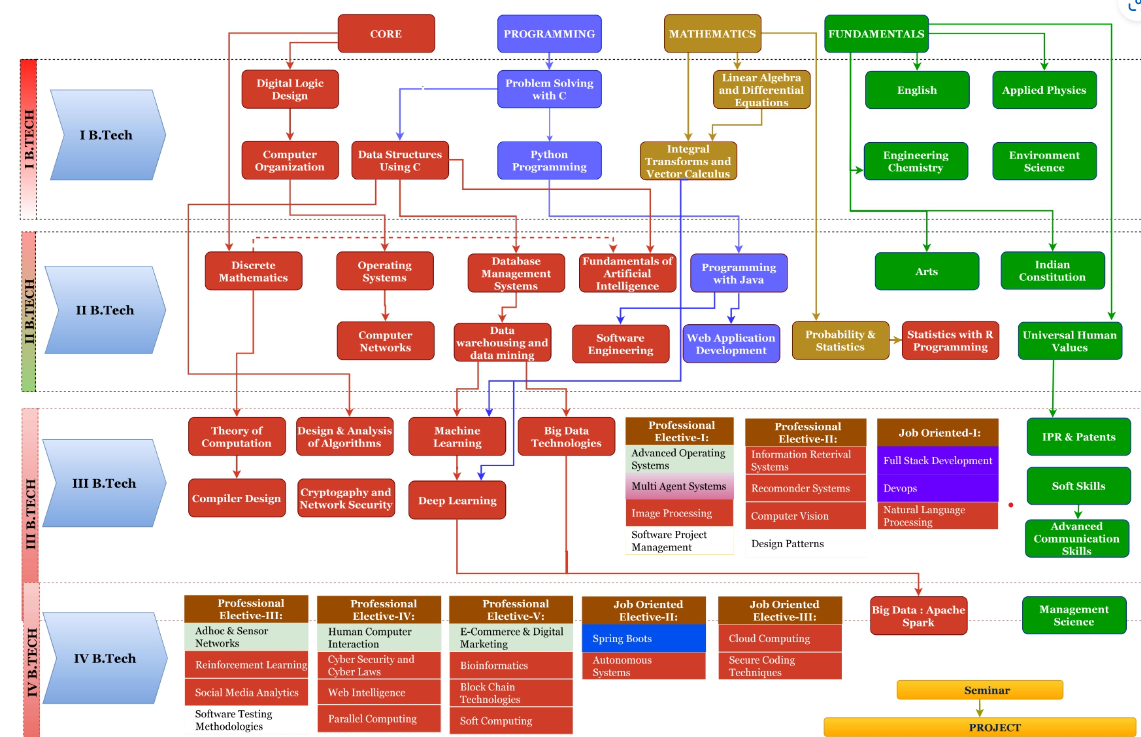 CORE
PROGRAMMING
MATHEMATICS
FUNDAMENTALS
I B.TECH
I B.Tech
Digital Logic
Design
Problem Solving
with C
Linear Algebra
and Differential
Equations
English
Applied Physics
Computer
Organization
Data Structures
Using C
Python
Programming
Integral
Transforms and
Vector Calculus
Engineering
Chemistry
Environment
Science
II B.TECH
II B.Tech
Discrete
Mathematics
Operating
Systems
Database
Management
Systems
Fundamentals of
Artificial
Intelligence
Programming
with Java
Arts
Indian
Constitution
Computer
Networks
Data
warehousing and
data mining
Software
Engineering
Web Application
Development
Probability &
Statistics
Statistics with R
Programming
Universal Human
Values
III B.TECH
III B.Tech
Theory of
Computation
Design & Analysis
of Algorithms
Machine
Learning
Big Data
Technologies
Compiler Design
Cryptogaphy and
Network Security
Deep Learning
Professional
Elective-I:
Advanced Operating
Systems
Multi Agent Systems
Image Processing
Software Project
Management
Professional
Elective-II:
Information Reterival
Systems
Recomonder Systems
Computer Vision
Design Patterns
Job Oriented-I:
Full Stack Development
Devops
Natural Language
Processing
IPR & Patents
Soft Skills
Advanced
Communication
Skills
IV B.TECH
IV B.Tech
Professional
Elective-III:
Adhoc & Sensor
Networks
Reinforcement Learning
Social Media Analytics
Software Testing
Methodologies
Professional
Elective-IV:
Human Computer
Interaction
Cyber Security and
Cyber Laws
Web Intelligence
Parallel Computing
Professional
Elective-V:
E-Commerce & Digital
Marketing
Bioinformatics
Block Chain
Technologies
Soft Computing
Job Oriented
Elective-II:
Spring Boots
Autonomous
Systems
Job Oriented
Elective-III:
Cloud Computing
Secure Coding
Techniques
Big Data : Apache
Spark
Management
Science
Seminar
PROJECT